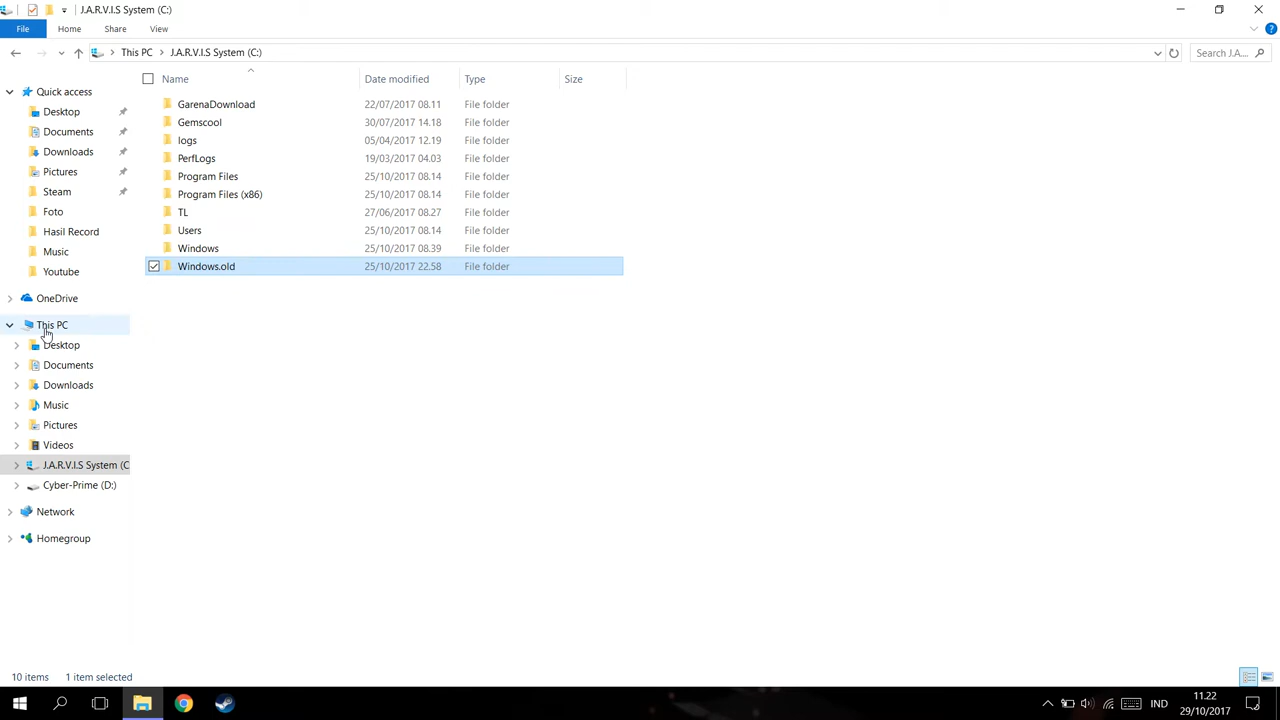 J.A.R.V.I.S System (C:)
File Home Share View
This PC J.A.R.V.I.S System (C:) Search J.A....
Name Date modified Type Size
Quick access
Desktop
Documents
Downloads
Pictures
Steam
Foto
Hasil Record
Music
Youtube
OneDrive
This PC
Desktop
Documents
Downloads
Music
Pictures
Videos
J.A.R.V.I.S System (C
Cyber-Prime (D:)
Network
Homegroup
GarenaDownload 22/07/2017 08.11 File folder
Gemscool 30/07/2017 14.18 File folder
logs 05/04/2017 12.19 File folder
PerfLogs 19/03/2017 04.03 File folder
Program Files 25/10/2017 08.14 File folder
Program Files (x86) 25/10/2017 08.14 File folder
TL 27/06/2017 08.27 File folder
Users 25/10/2017 08.14 File folder
Windows 25/10/2017 08.39 File folder
Windows.old 25/10/2017 22.58 File folder
10 items 1 item selected
IND
11.22
29/10/2017